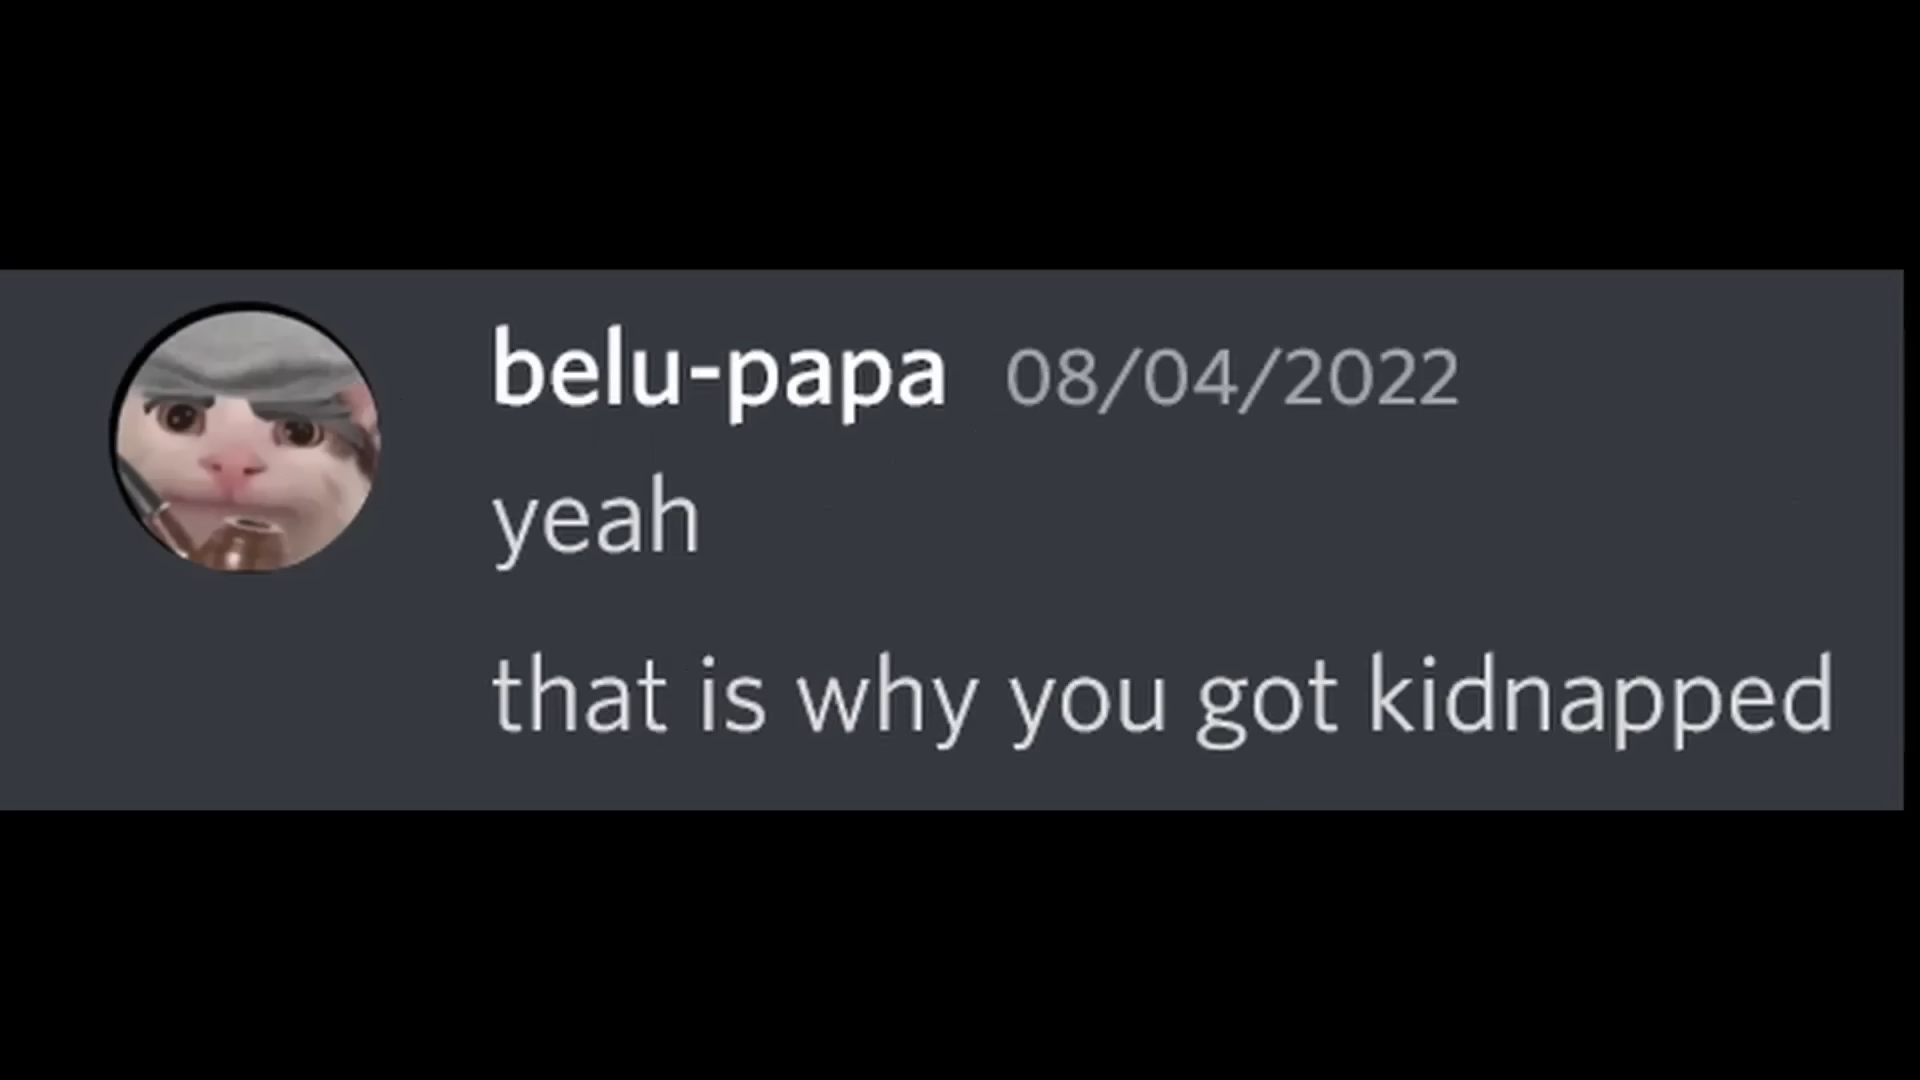 belu-papa 08/04/2022
yeah
that is why you got kidnapped